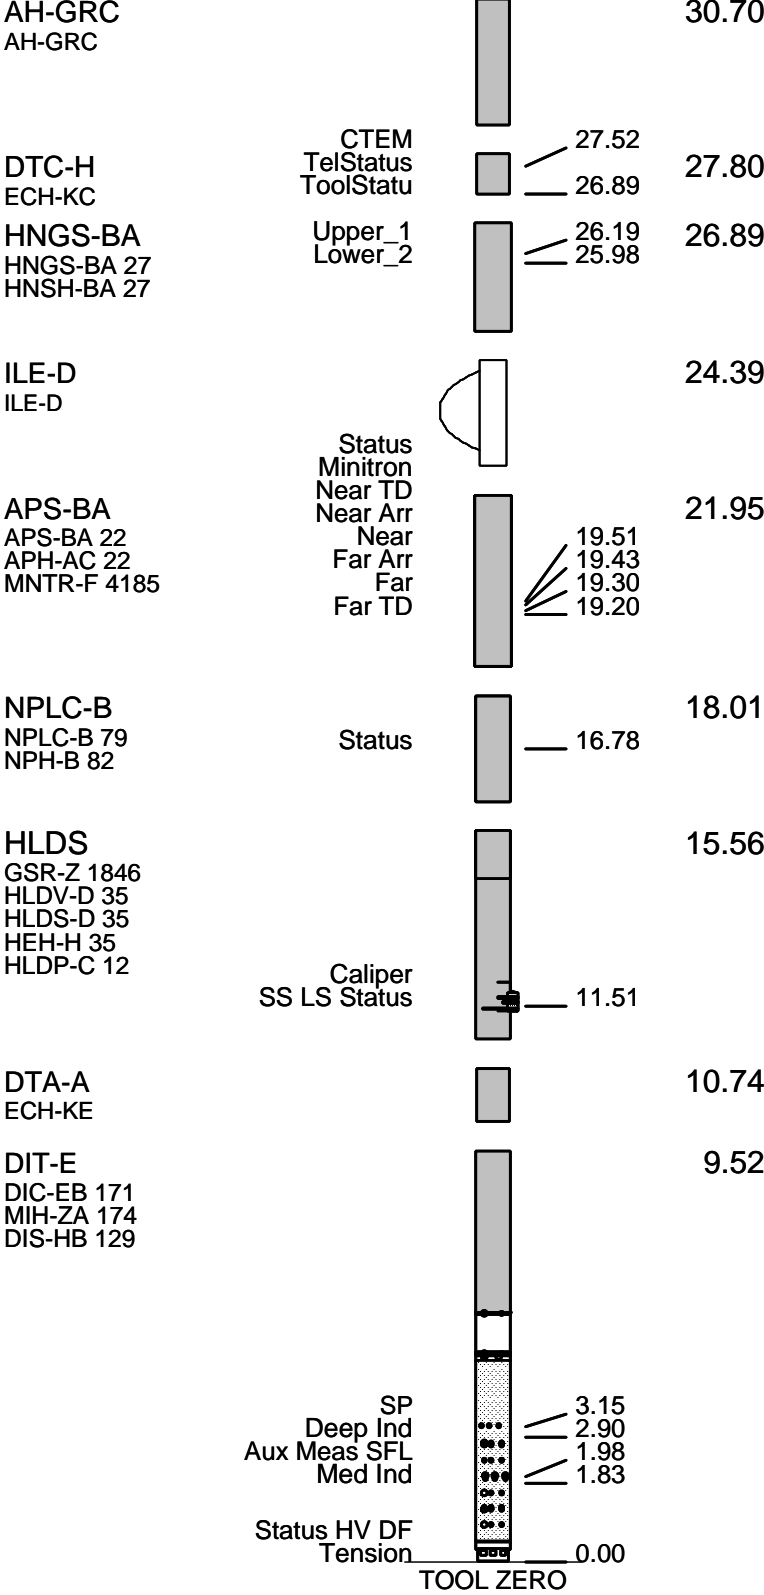 AH-GRC 30.70
AH-GRC
CTEM 27.52
DTC-H TelStatus 27.80
ECH-KC ToolStatu 26.89
HNGS-BA Upper_1 26.19 26.89
HNGS-BA 27 Lower_2 25.98
HNSH-BA 27
ILE-D 24.39
ILE-D
Status
Minitron
Near TD
APS-BA Near Arr 21.95
APS-BA 22 Near 19.51
APH-AC 22 Far Arr 19.43
MNTR-F 4185 Far 19.30
Far TD 19.20
NPLC-B 18.01
NPLC-B 79 Status 16.78
NPH-B 82
HLDS 15.56
GSR-Z 1846
HLDV-D 35
HLDS-D 35
HEH-H 35
HLDP-C 12 Caliper
SS LS Status 11.51
DTA-A 10.74
ECH-KE
DIT-E 9.52
DIC-EB 171
MIH-ZA 174
DIS-HB 129
SP 3.15
Deep Ind 2.90
Aux Meas SFL 1.98
Med Ind 1.83
Status HV DF
Tension 0.00
TOOL ZERO